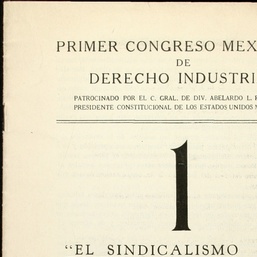 PRIMER CONGRESO MEX
DE
DERECHO INDUSTRI
PATROCINADO POR EL C. GRAL. DE DIV. ABELARDO L.
PRESIDENTE CONSTITUCIONAL DE LOS ESTADOS UNIDOS
1
“EL SINDICALISMO